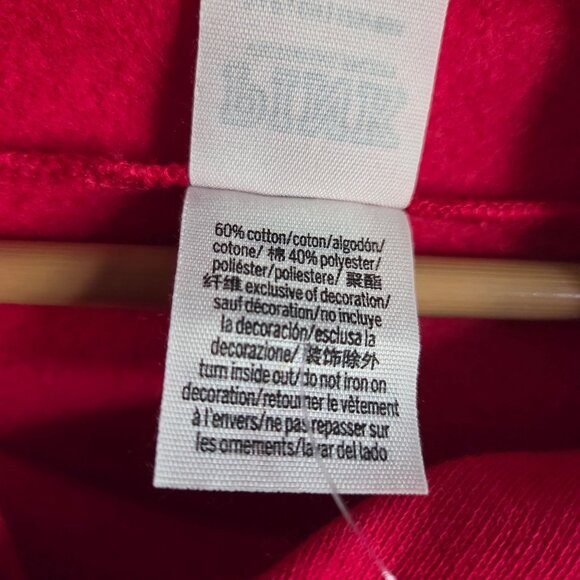 60% cotton/coton/algodón/
cotone/ 棉 40% polyester/
poliéster/poliestere/ 聚酯
纤维 exclusive of decoration/
sauf décoration/no incluye
la decoración/esclusa la
decorazione/ 装饰除外
turn inside out/do not iron on
decoration/retourner le vêtement
à l'envers/ne pas repasser sur
les ornements/lavar del lado